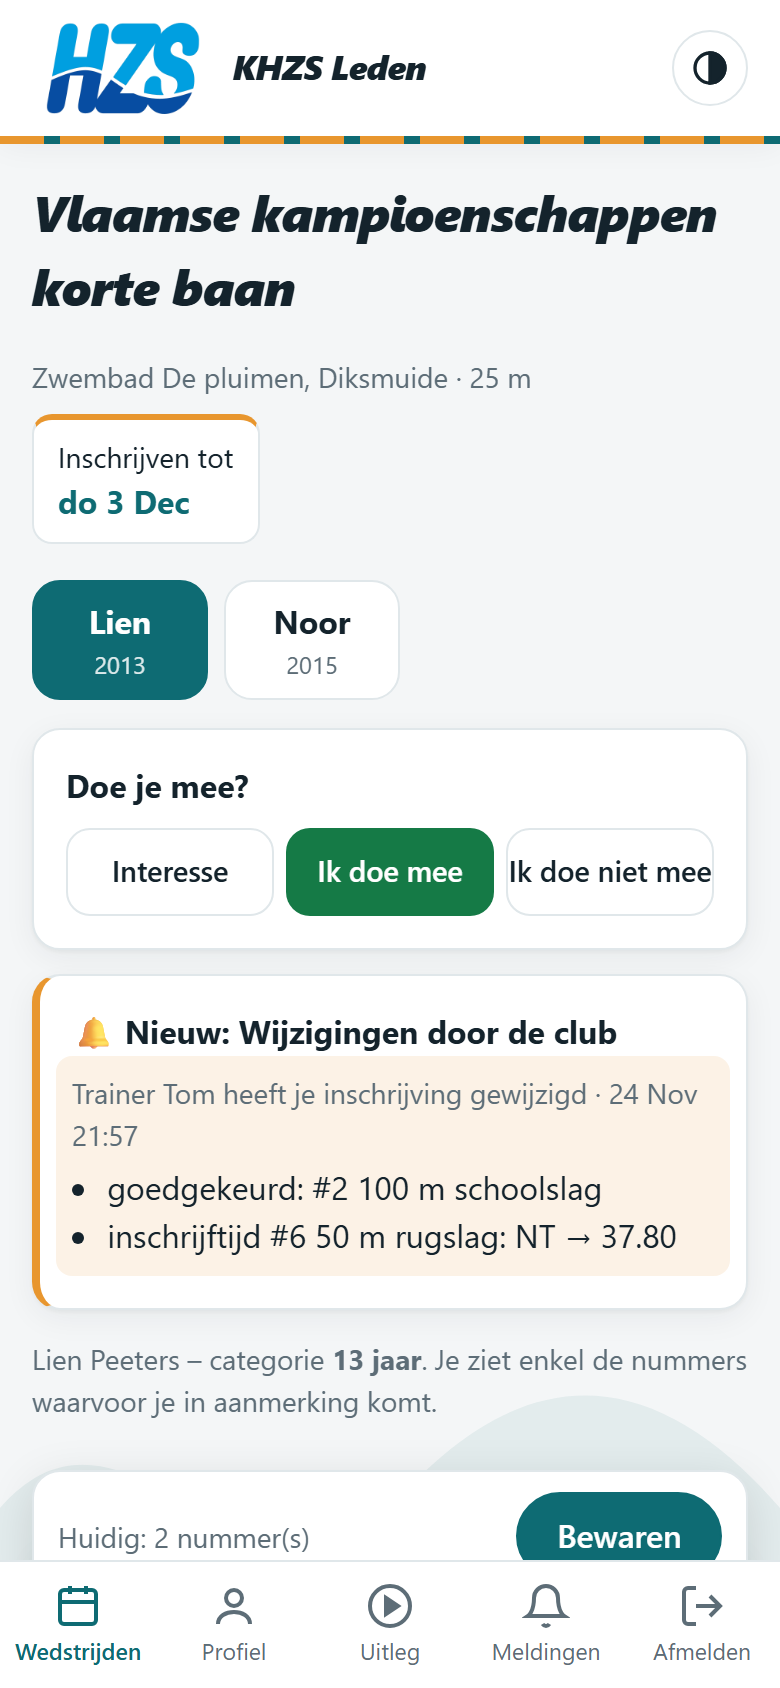 HZS
KHZS Leden
Vlaamse kampioenschappen
korte baan
Zwembad De pluimen, Diksmuide · 25 m
Inschrijven tot
do 3 Dec
Lien
2013
Noor
2015
Doe je mee?
Interesse
Ik doe mee
Ik doe niet mee
🔔 Nieuw: Wijzigingen door de club
Trainer Tom heeft je inschrijving gewijzigd · 24 Nov
21:57
• goedgekeurd: #2 100 m schoolslag
• inschrijftijd #6 50 m rugslag: NT → 37.80
Lien Peeters – categorie 13 jaar. Je ziet enkel de nummers
waarvoor je in aanmerking komt.
Huidig: 2 nummer(s)
Bewaren
Wedstrijden
Profiel
Uitleg
Meldingen
Afmelden